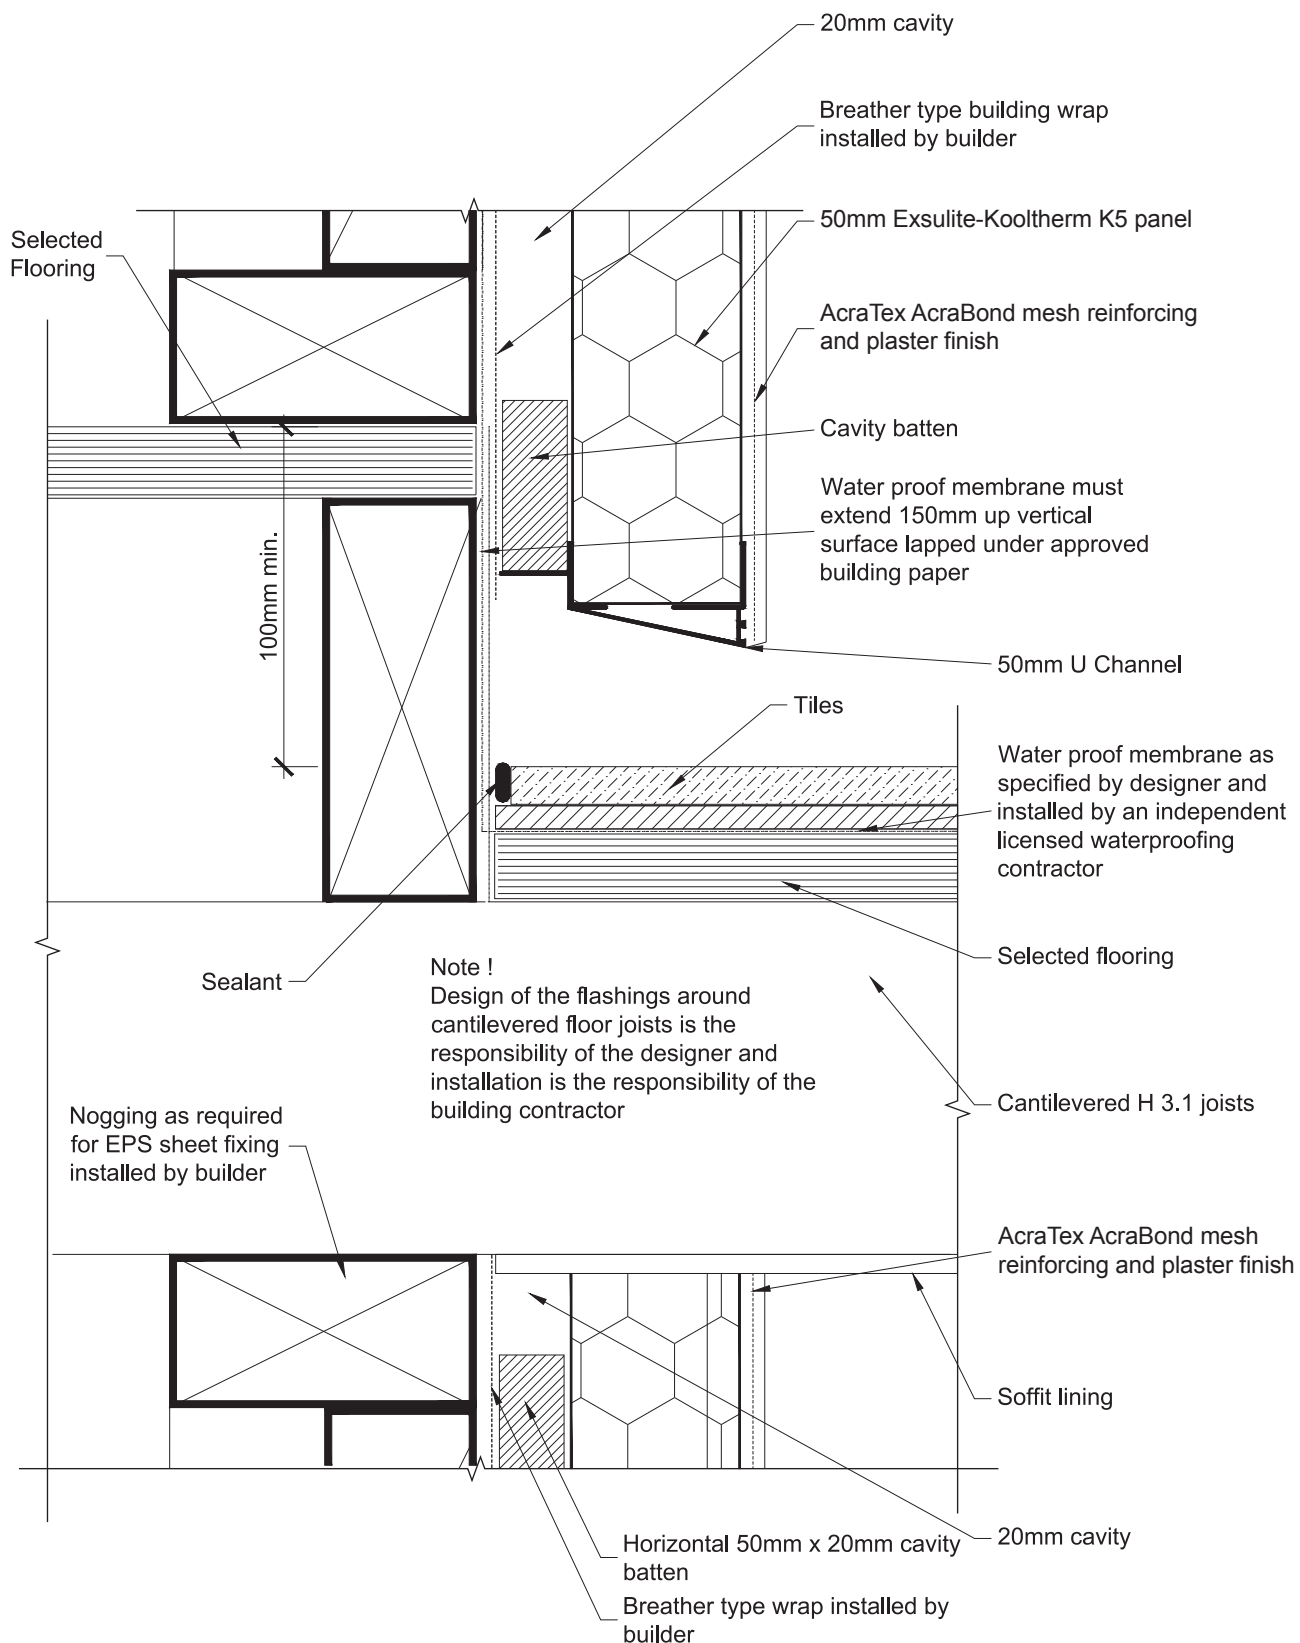 20mm cavity
Breather type building wrap
installed by builder
50mm Exsulite-Kooltherm K5 panel
Selected
Flooring
AcraTex AcraBond mesh reinforcing
and plaster finish
Cavity batten
Water proof membrane must
extend 150mm up vertical
surface lapped under approved
building paper
100mm min.
50mm U Channel
Tiles
Water proof membrane as
specified by designer and
installed by an independent
licensed waterproofing
contractor
Selected flooring
Sealant
Note !
Design of the flashings around
cantilevered floor joists is the
responsibility of the designer and
installation is the responsibility of the
building contractor
Cantilevered H 3.1 joists
Nogging as required
for EPS sheet fixing
installed by builder
AcraTex AcraBond mesh
reinforcing and plaster finish
Soffit lining
20mm cavity
Horizontal 50mm x 20mm cavity
batten
Breather type wrap installed by
builder